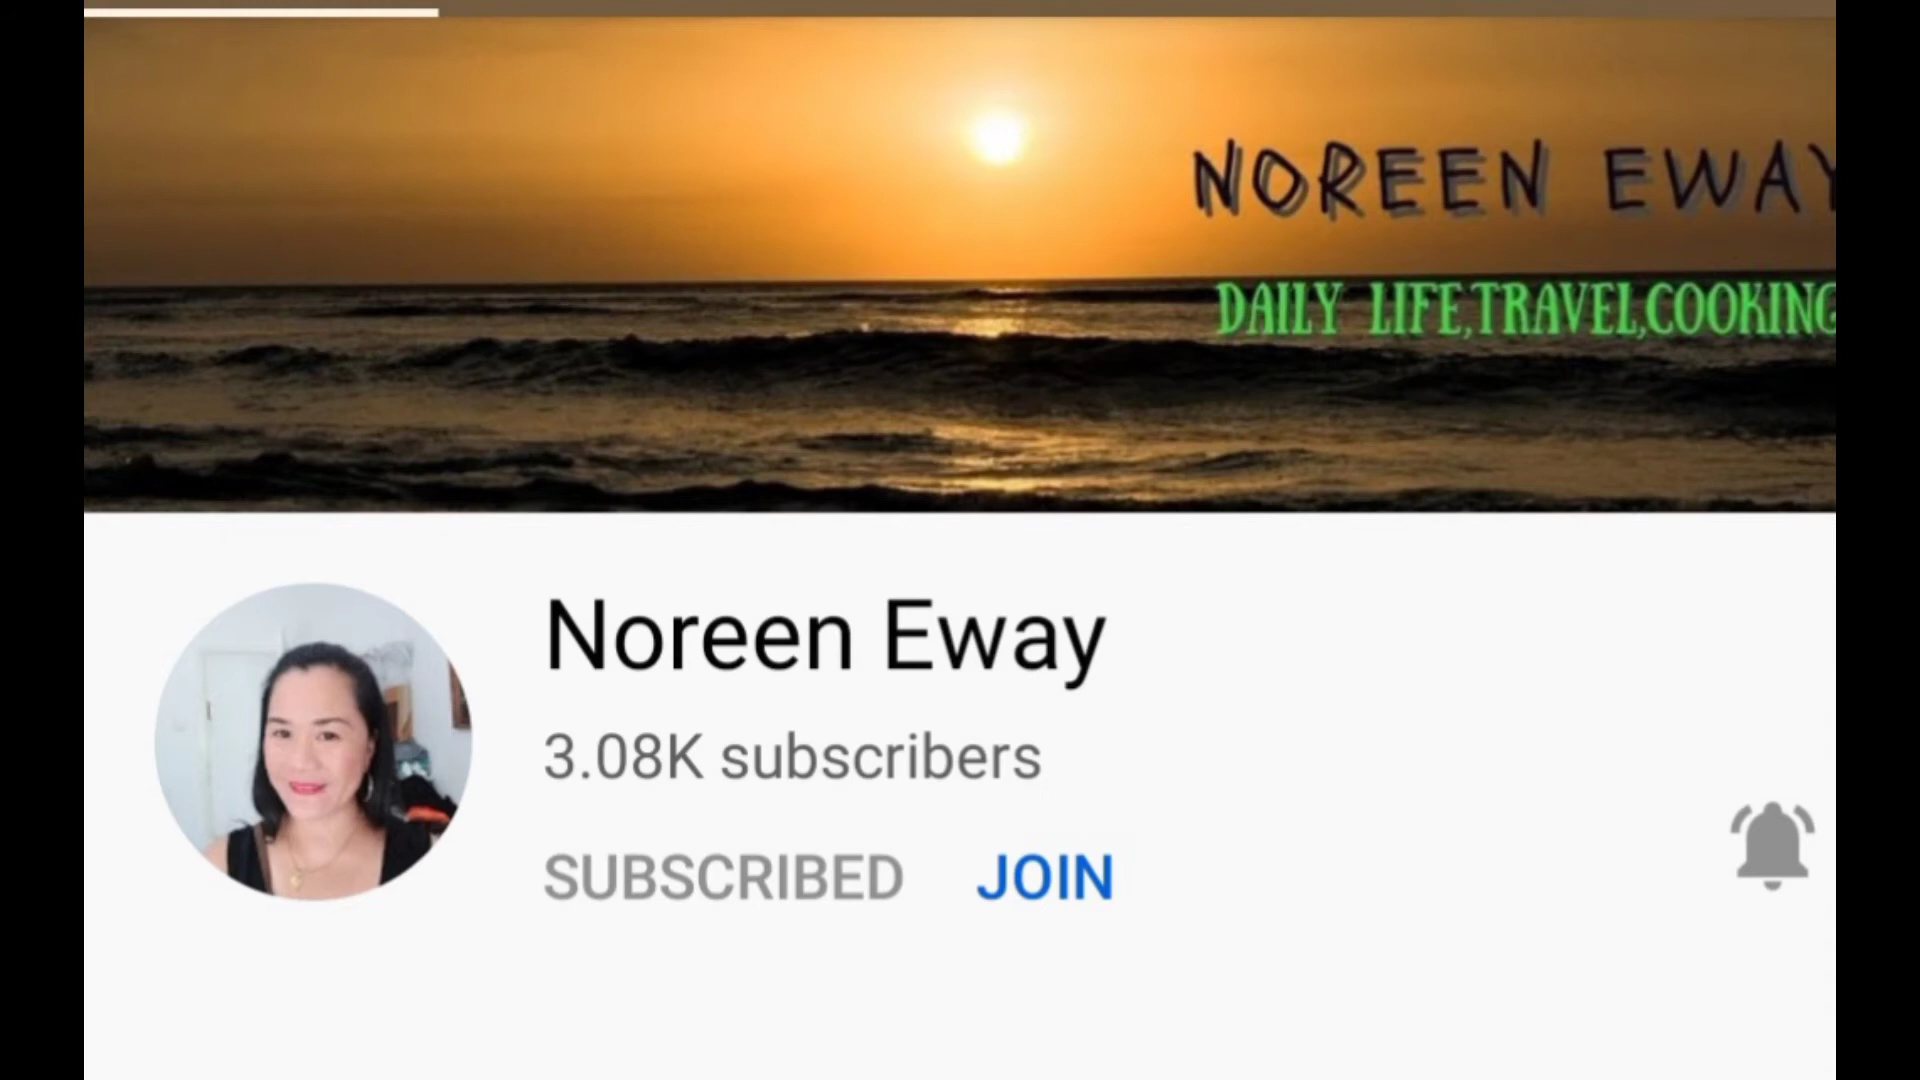 NOREEN EWAY
DAILY LIFE,TRAVEL,COOKING
Noreen Eway
3.08K subscribers
SUBSCRIBED JOIN